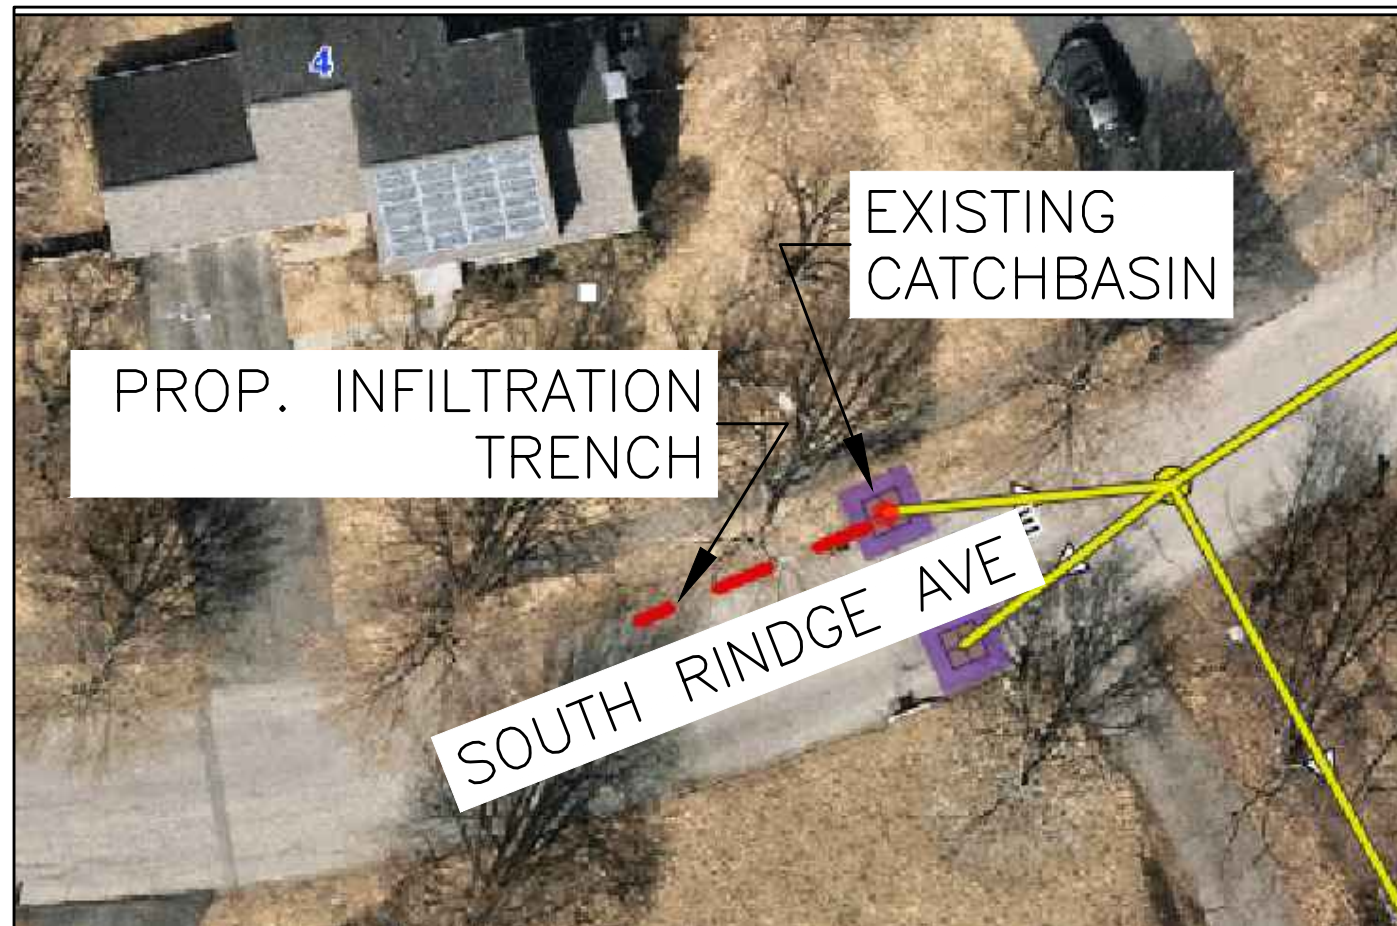 4
EXISTING
CATCHBASIN
PROP. INFILTRATION
TRENCH
SOUTH RINDGE AVE